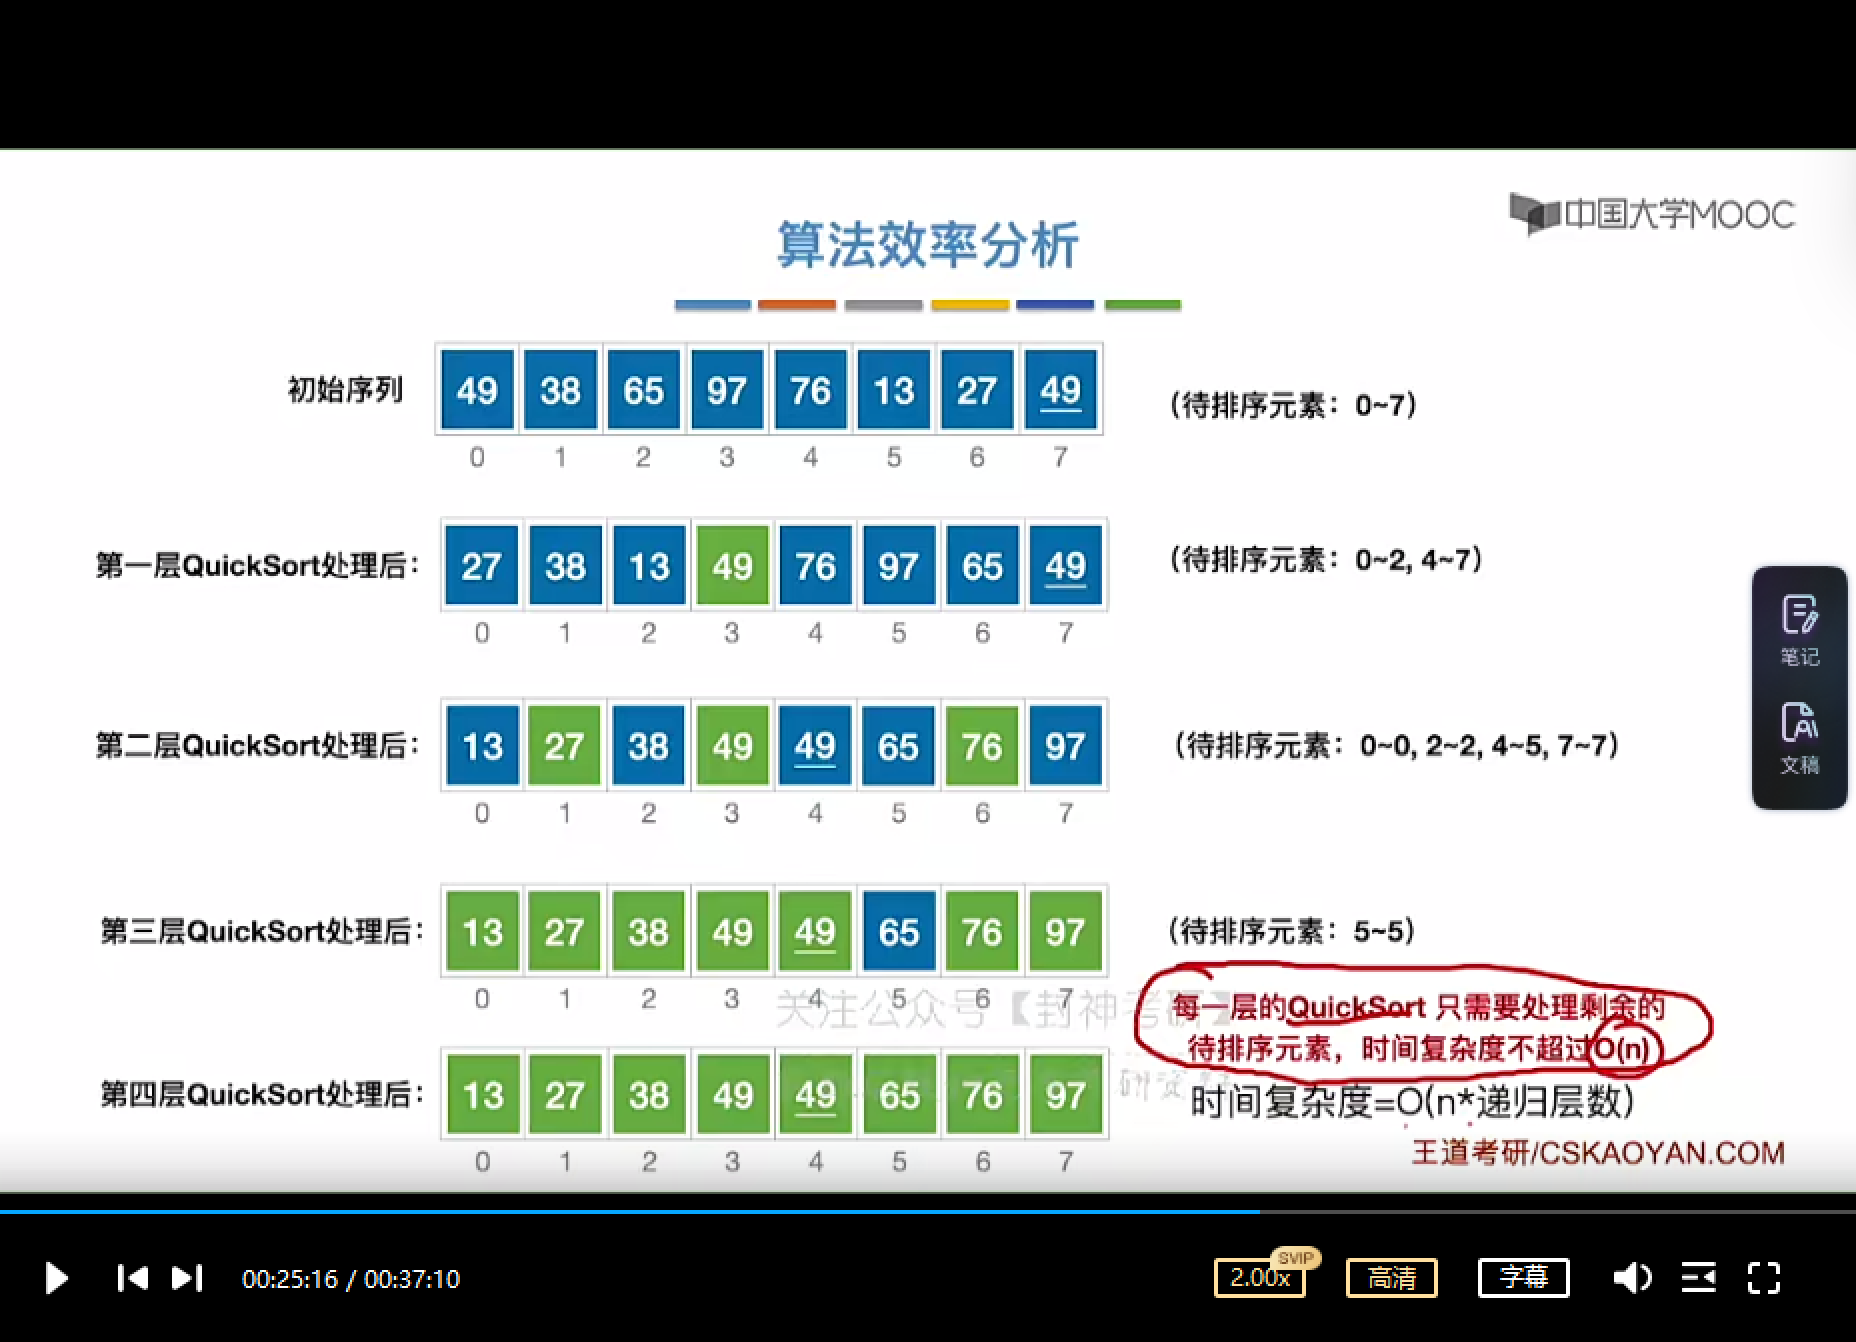 中国大学MOOC
算法效率分析
初始序列 49 38 65 97 76 13 27 49 (待排序元素：0~7)
0 1 2 3 4 5 6 7
第一层QuickSort处理后： 27 38 13 49 76 97 65 49 (待排序元素：0~2, 4~7)
0 1 2 3 4 5 6 7
笔记
第二层QuickSort处理后： 13 27 38 49 49 65 76 97 (待排序元素：0~0, 2~2, 4~5, 7~7)
文稿
0 1 2 3 4 5 6 7
第三层QuickSort处理后： 13 27 38 49 49 65 76 97 (待排序元素：5~5)
0 1 2 3 4 5 6 7
关注公众号【封神考研】
每一层的QuickSort 只需要处理剩余的
待排序元素，时间复杂度不超过O(n)
第四层QuickSort处理后： 13 27 38 49 49 65 76 97
时间复杂度=O(n*递归层数)
0 1 2 3 4 5 6 7
王道考研/CSKAOYAN.COM
00:25:16 / 00:37:10
SVIP
2.00x 高清 字幕